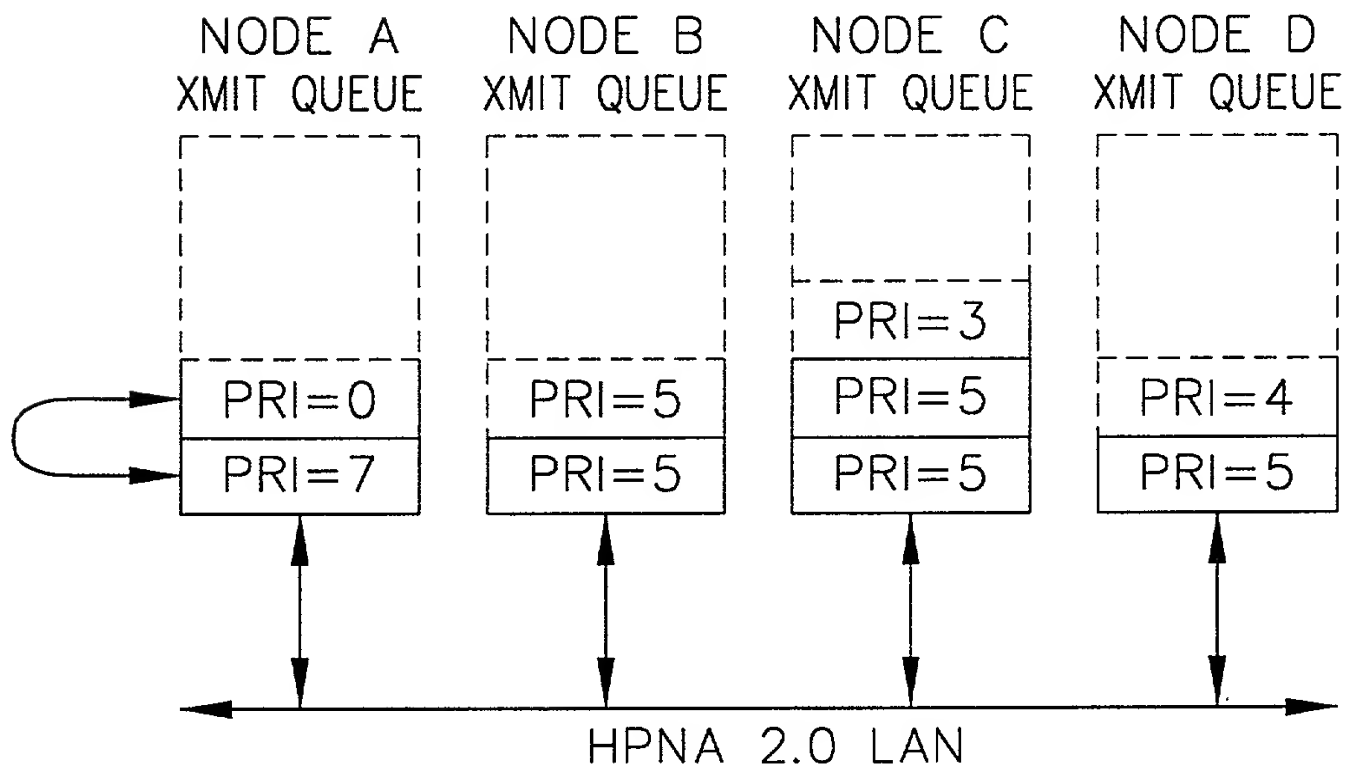 NODE A NODE B NODE C NODE D
XMIT QUEUE XMIT QUEUE XMIT QUEUE XMIT QUEUE
PRI=3
PRI=0 PRI=5 PRI=5 PRI=4
PRI=7 PRI=5 PRI=5 PRI=5
HPNA 2.0 LAN